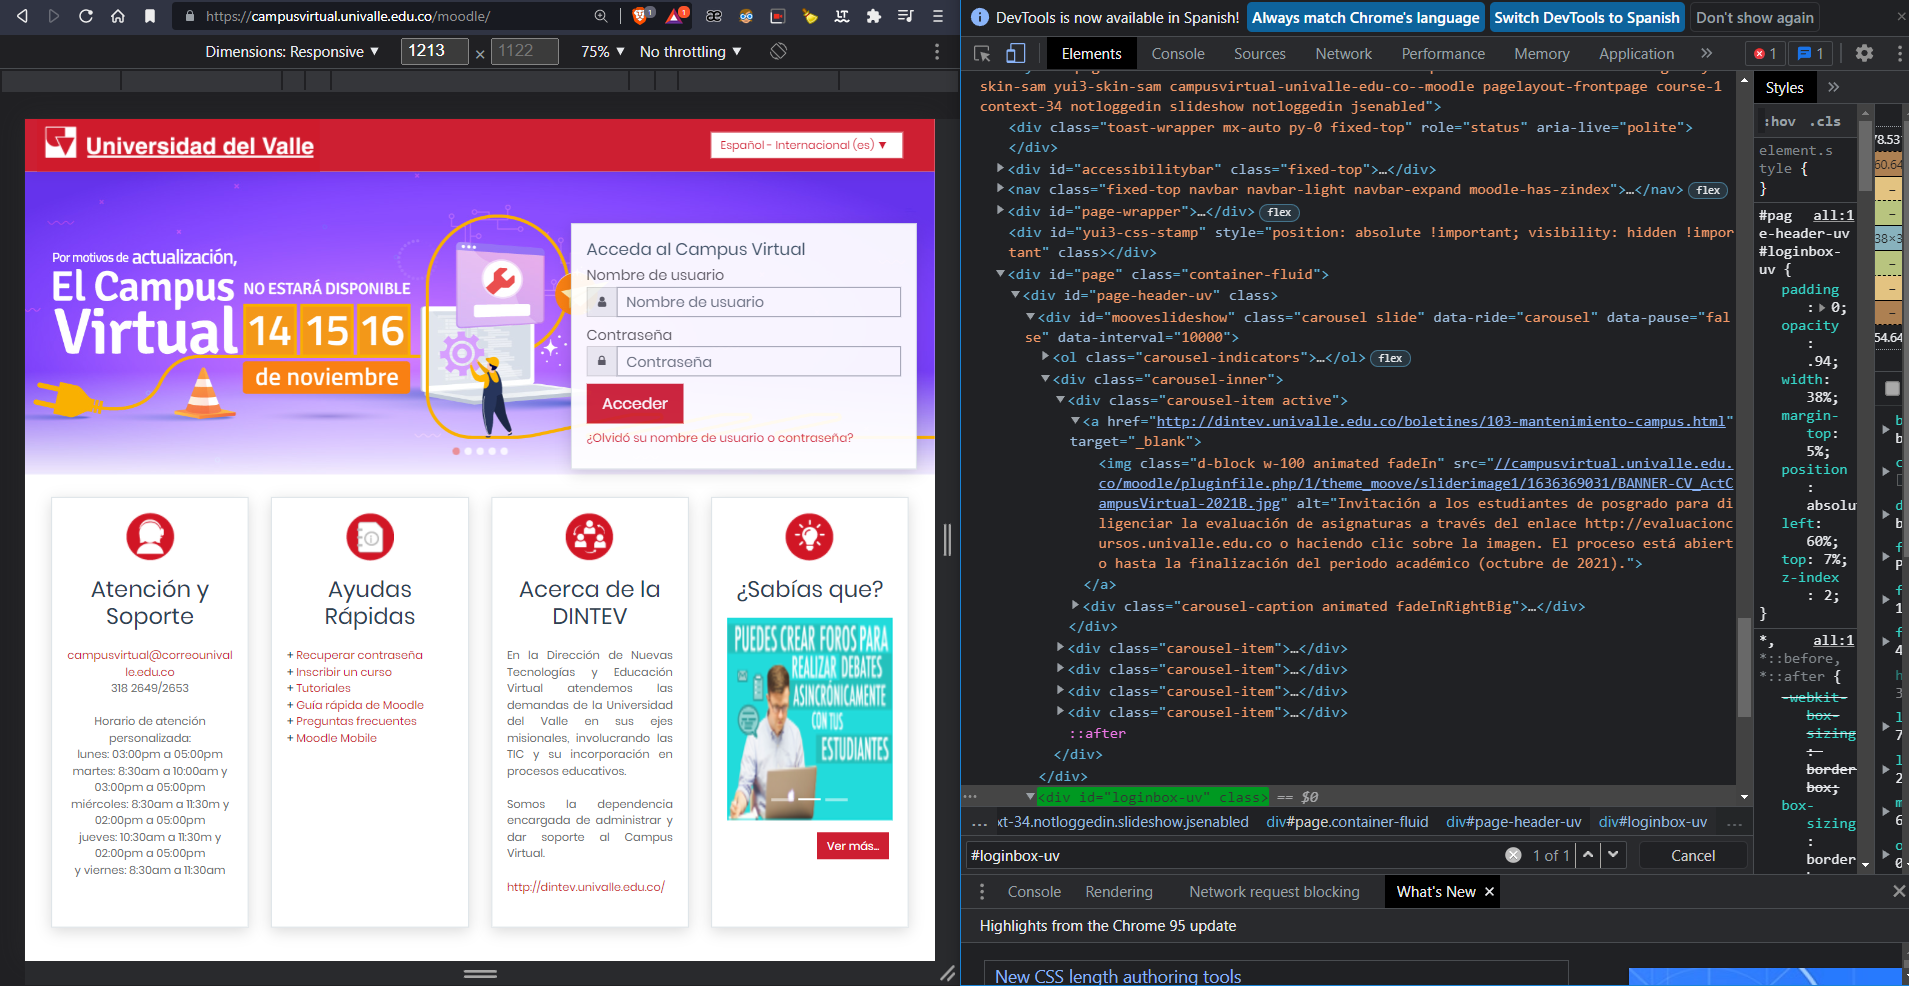 https://campusvirtual.univalle.edu.co/moodle/
Dimensions: Responsive ▼ 1213 × 1122 75% ▼ No throttling ▼
Universidad del Valle
Español - Internacional (es) ▼
Por motivos de actualización,
El Campus
Virtual
NO ESTARÁ DISPONIBLE
14 15 16
de noviembre
Acceda al Campus Virtual
Nombre de usuario
Nombre de usuario
Contraseña
Contraseña
Acceder
¿Olvidó su nombre de usuario o contraseña?
Atención y
Soporte
campusvirtual@correounival
le.edu.co
318 2649/2653
Horario de atención
personalizada:
lunes: 03:00pm a 05:00pm
martes: 8:30am a 10:00am y
03:00pm a 05:00pm
miércoles: 8:30am a 11:30m y
02:00pm a 05:00pm
jueves: 10:30am a 11:30m y
02:00pm a 05:00pm
y viernes: 8:30am a 11:30am
Ayudas
Rápidas
+ Recuperar contraseña
+ Inscribir un curso
+ Tutoriales
+ Guía rápida de Moodle
+ Preguntas frecuentes
+ Moodle Mobile
Acerca de la
DINTEV
En la Dirección de Nuevas
Tecnologías y Educación
Virtual atendemos las
demandas de la Universidad
del Valle en sus ejes
misionales, involucrando las
TIC y su incorporación en
procesos educativos.
Somos la dependencia
encargada de administrar y
dar soporte al Campus
Virtual.
http://dintev.univalle.edu.co/
¿Sabías que?
PUEDES CREAR FOROS PARA
REALIZAR DEBATES
ASINCRÓNICAMENTE
CON TUS
ESTUDIANTES
Ver más...
DevTools is now available in Spanish! Always match Chrome's language Switch DevTools to Spanish Don't show again
Elements Console Sources Network Performance Memory Application » 1 1
skin-sam yui3-skin-sam campusvirtual-univalle-edu-co--moodle pagelayout-frontpage course-1
context-34 notloggedin slideshow notloggedin jsenabled">
<div class="toast-wrapper mx-auto py-0 fixed-top" role="status" aria-live="polite">
</div>
<div id="accessibilitybar" class="fixed-top">…</div>
<nav class="fixed-top navbar navbar-light navbar-expand moodle-has-zindex">…</nav> flex
<div id="page-wrapper">…</div> flex
<div id="yui3-css-stamp" style="position: absolute !important; visibility: hidden !impor
tant" class></div>
<div id="page" class="container-fluid">
<div id="page-header-uv" class>
<div id="mooveslideshow" class="carousel slide" data-ride="carousel" data-pause="fal
se" data-interval="10000">
<ol class="carousel-indicators">…</ol> flex
<div class="carousel-inner">
<div class="carousel-item active">
<a href="http://dintev.univalle.edu.co/boletines/103-mantenimiento-campus.html"
target="_blank">
<img class="d-block w-100 animated fadeIn" src="//campusvirtual.univalle.edu.
co/moodle/pluginfile.php/1/theme_moove/sliderimage1/1636369031/BANNER-CV_ActC
ampusVirtual-2021B.jpg" alt="Invitación a los estudiantes de posgrado para di
ligenciar la evaluación de asignaturas a través del enlace http://evaluacionc
ursos.univalle.edu.co o haciendo clic sobre la imagen. El proceso está abiert
o hasta la finalización del periodo académico (octubre de 2021).">
</a>
<div class="carousel-caption animated fadeInRightBig">…</div>
</div>
<div class="carousel-item">…</div>
<div class="carousel-item">…</div>
<div class="carousel-item">…</div>
<div class="carousel-item">…</div>
::after
</div>
</div>
<div id="loginbox-uv" class> == $0
... xt-34.notloggedin.slideshow.jsenabled div#page.container-fluid div#page-header-uv div#loginbox-uv ...
#loginbox-uv 1 of 1 Cancel
Styles »
:hov .cls
element.s
tyle {
}
#pag all:1
e-header-uv
#loginbox-
uv {
padding
: 0;
opacity
:
.94;
width:
38%;
margin-
top:
5%;
position
:
absolu
left:
60%;
top: 7%;
z-index
: 2;
}
*, all:1
*::before,
*::after {
-webkit-
box-
sizing
:
border
box;
box-
sizing
:
border
Console Rendering Network request blocking What's New ×
Highlights from the Chrome 95 update
New CSS length authoring tools